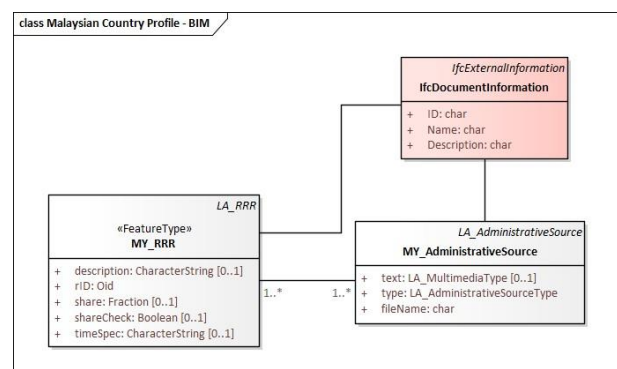 class Malaysian Country Profile - BIM
IfcExternalInformation
IfcDocumentInformation
+ ID: char
+ Name: char
+ Description: char
LA_RRR
«FeatureType»
MY_RRR
+ description: CharacterString [0..1]
+ rID: Oid
+ share: Fraction [0..1]
+ shareCheck: Boolean [0..1]
+ timeSpec: CharacterString [0..1]
1..*
1..*
LA_AdministrativeSource
MY_AdministrativeSource
+ text: LA_MultimediaType [0..1]
+ type: LA_AdministrativeSourceType
+ fileName: char